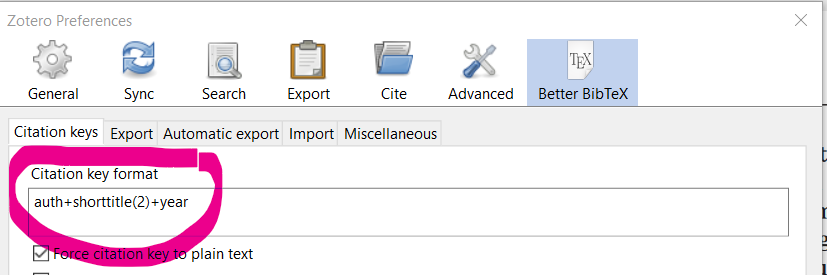 Zotero Preferences
General Sync Search Export Cite Advanced Better BibTeX
TEX
Citation keys Export Automatic export Import Miscellaneous
Citation key format
auth+shorttitle(2)+year
Force citation key to plain text